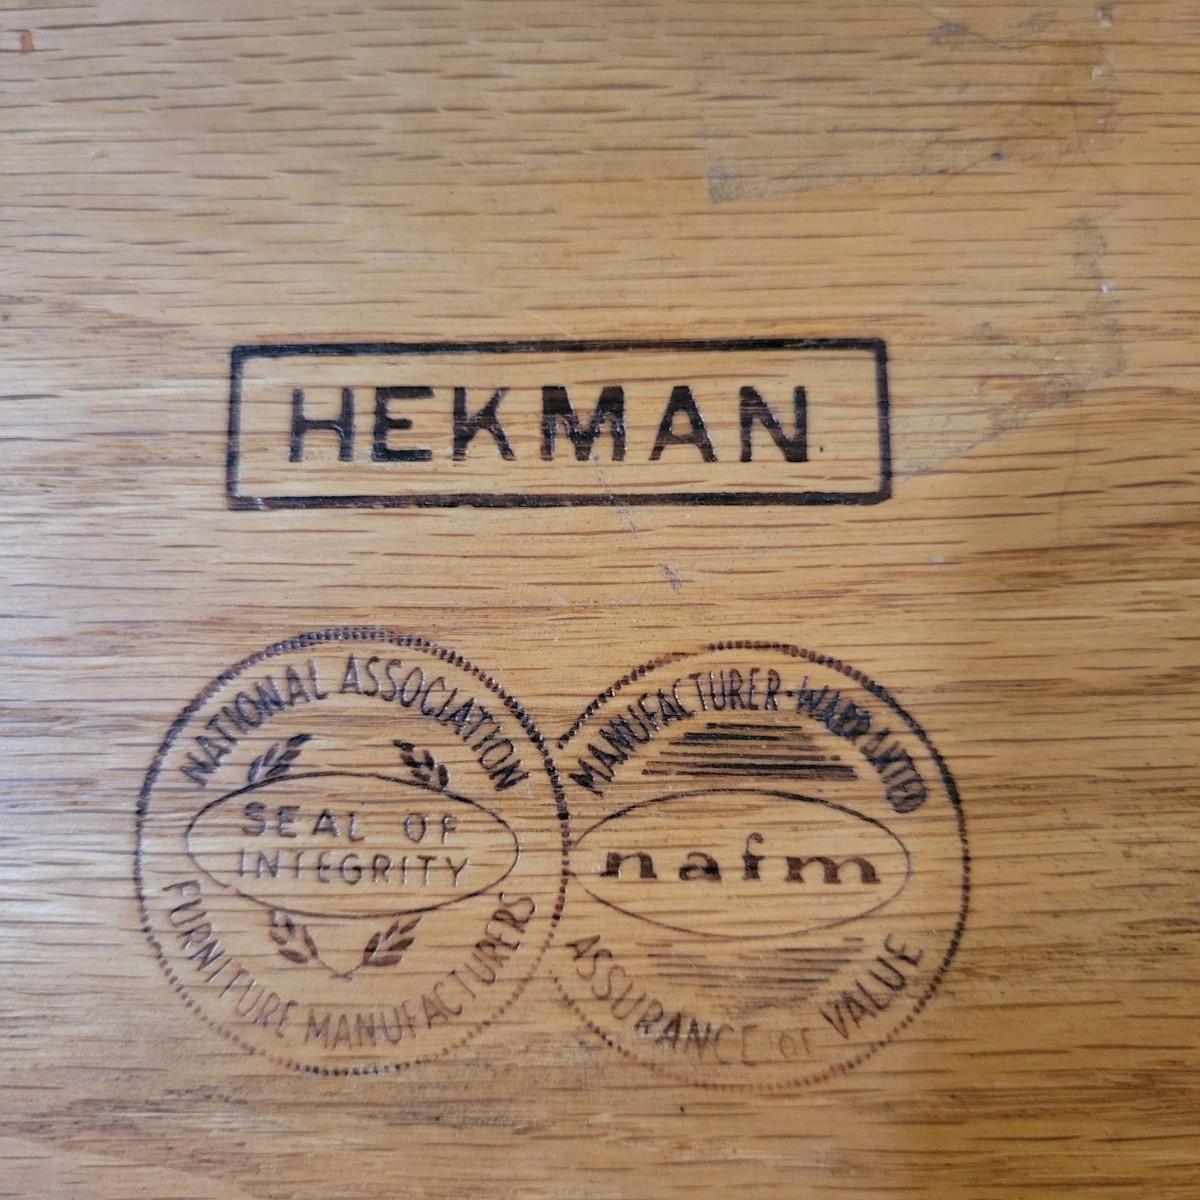 HEKMAN
NATIONAL ASSOCIATION
SEAL OF
INTEGRITY
FURNITURE MANUFACTURERS
MANUFACTURER-WARRANTED
nafm
ASSURANCE OF VALUE